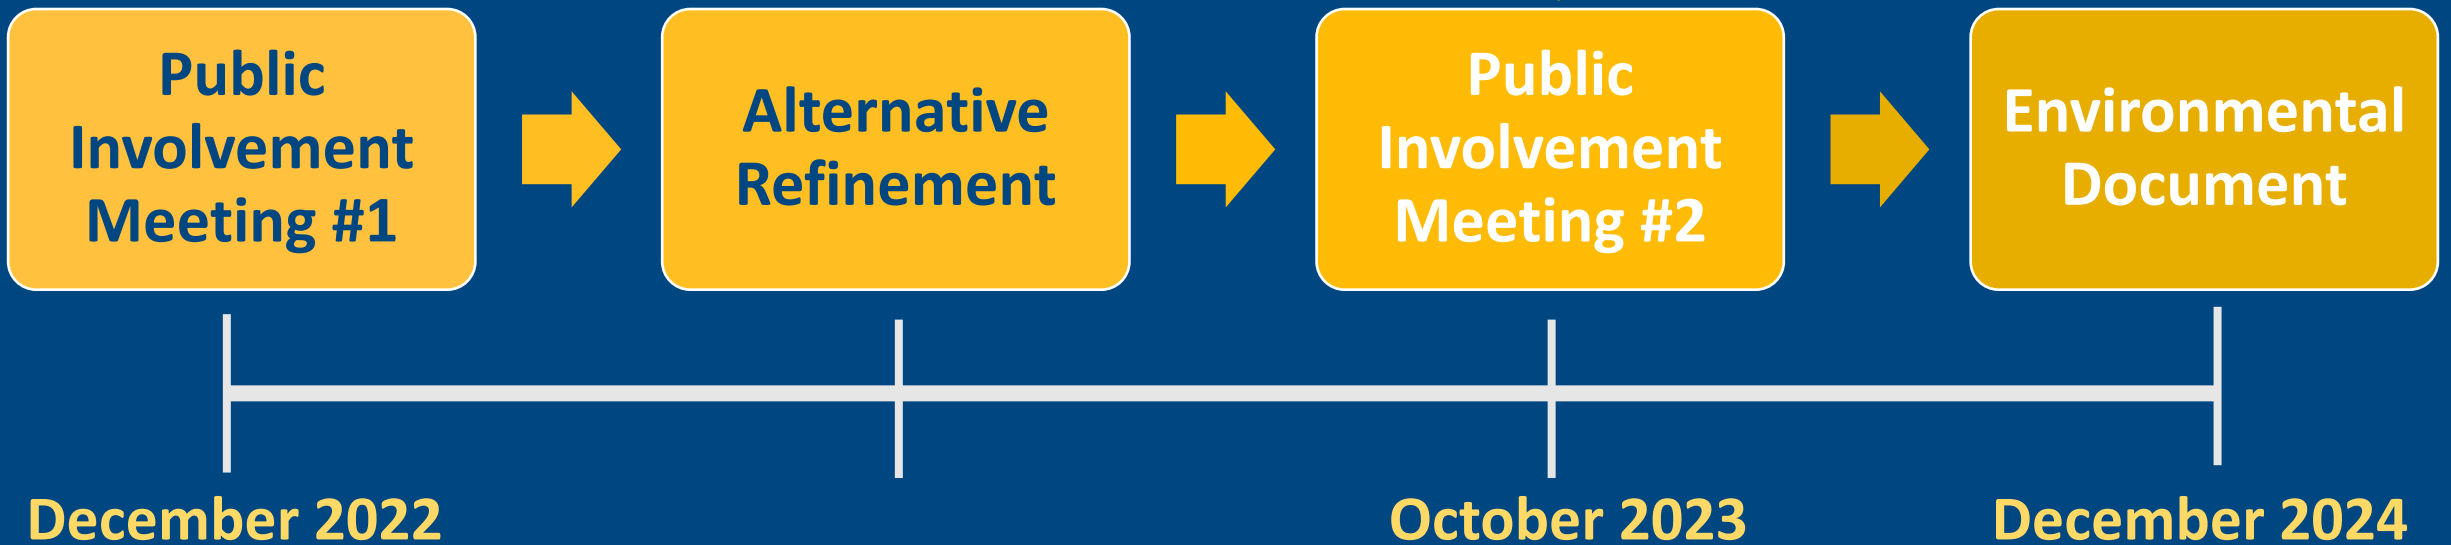 Public
Involvement
Meeting #1
Alternative
Refinement
Public
Involvement
Meeting #2
Environmental
Document
December 2022
October 2023
December 2024